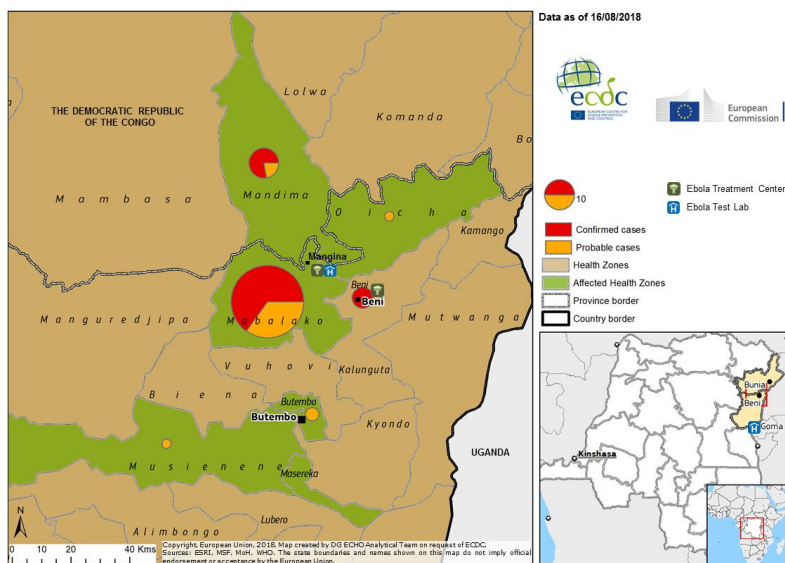 Data as of 16/08/2018
THE DEMOCRATIC REPUBLIC
OF THE CONGO
Lolwa
Komanda
Mambasa
Mandima
Oicha
Kamango
Mangina
Beni
Beni
Manguredjipa
Mabalako
Mutwanga
Vuhovi
Kalunguta
Biena
Butembo
Butembo
Kyondo
Musienene
Masereka
UGANDA
Lubero
Alimbongo
N
0 20 40 Kms
Copyright, European Union, 2018. Map created by DG ECHO Analytical Team on request of ECDC.
Sources: ESRI, MSF, MoH, WHO. The state boundaries and names shown on this map do not imply official
endorsement or acceptance by the European Union.
ecdc
EUROPEAN CENTRE FOR
DISEASE PREVENTION
AND CONTROL
European
Commission
10
Confirmed cases
Probable cases
Health Zones
Affected Health Zones
Province border
Country border
Ebola Treatment Center
Ebola Test Lab
Bunia
Beni
Goma
Kinshasa